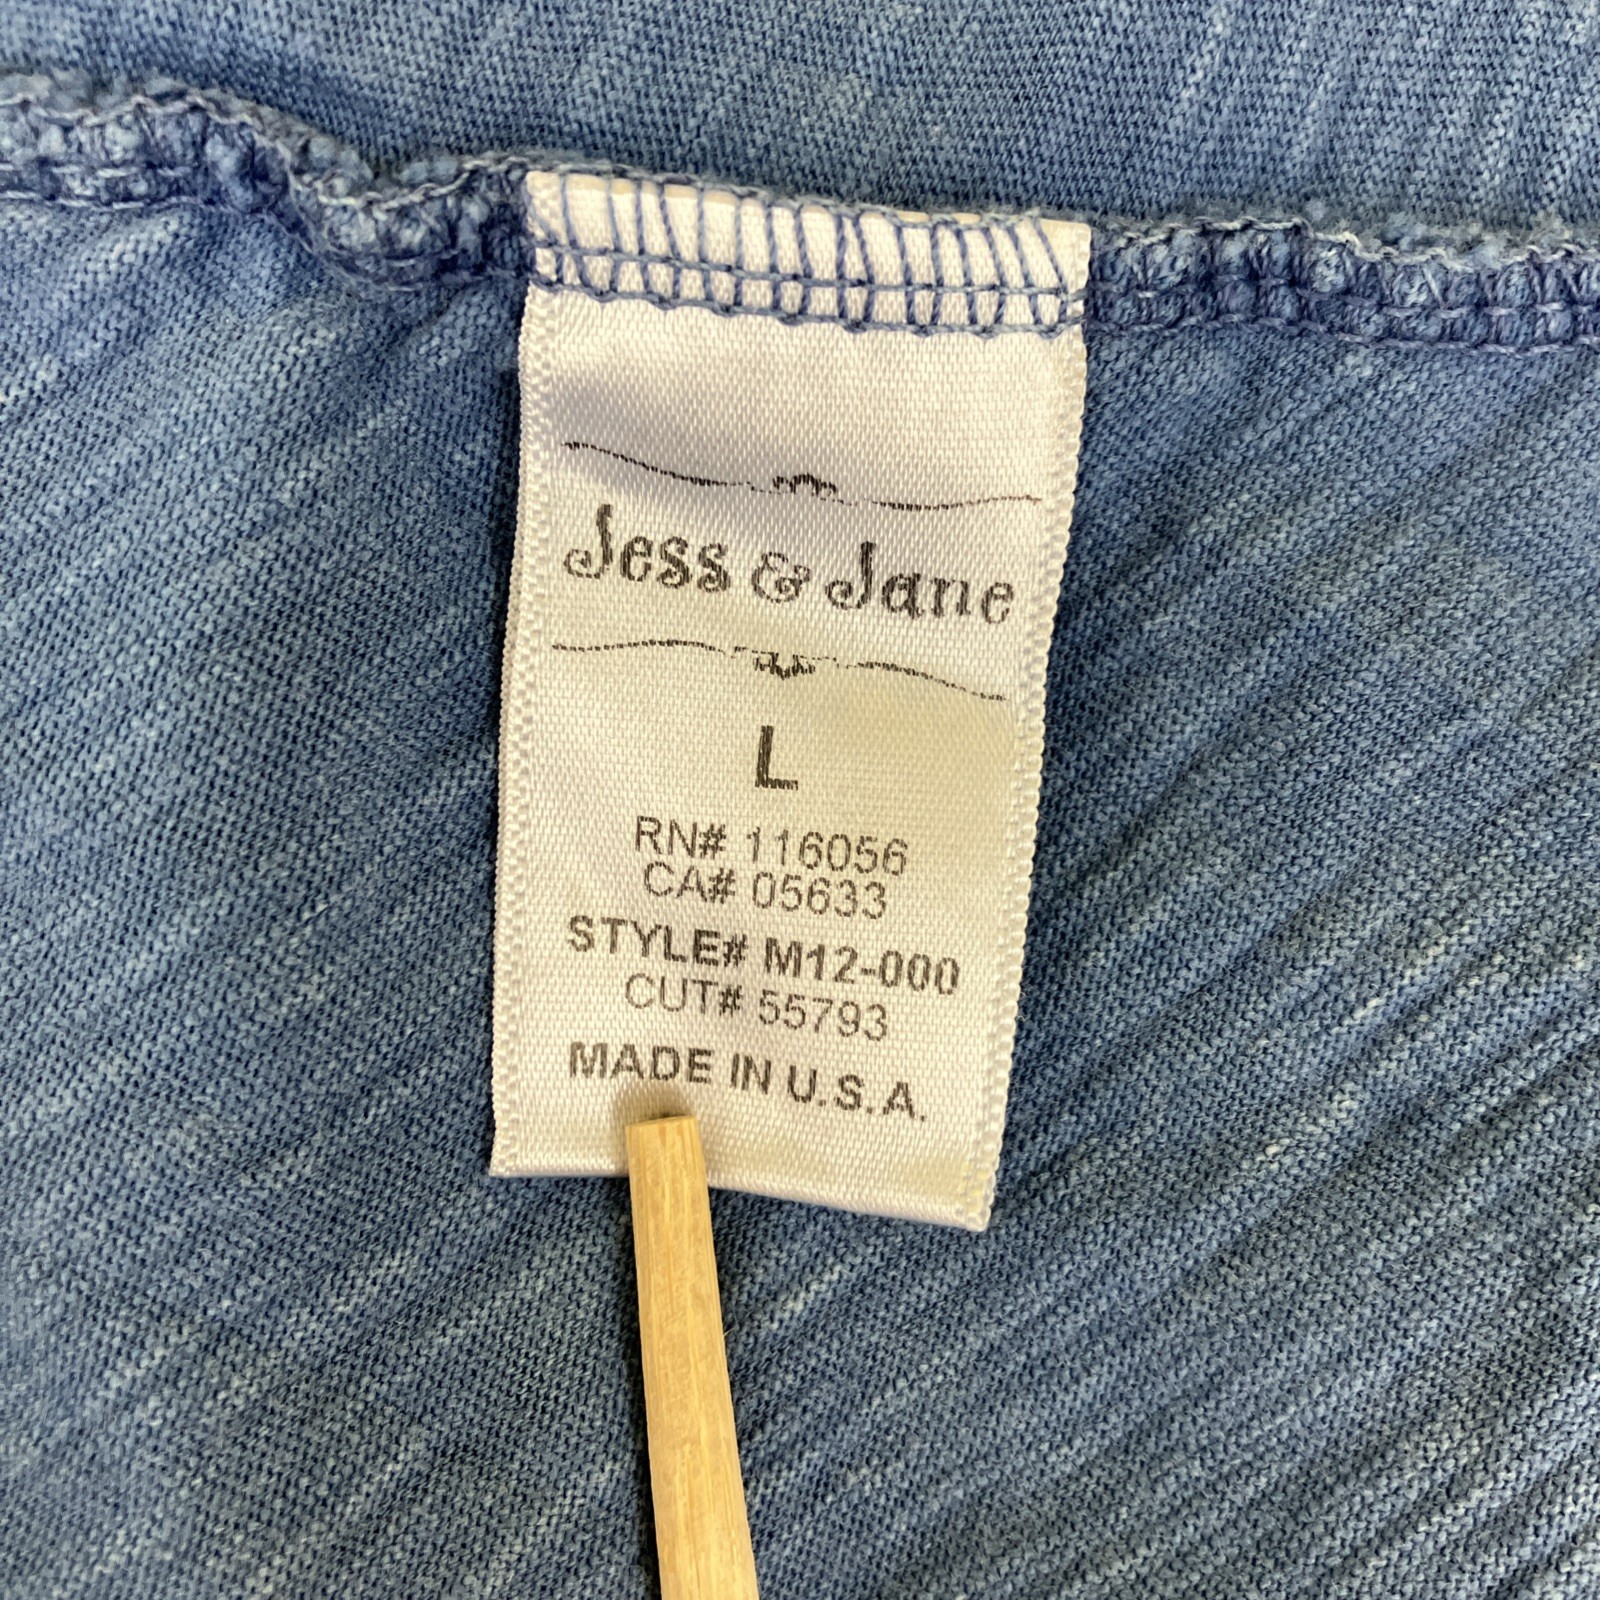 Jess & Jane
L
RN# 116056
CA# 05633
STYLE# M12-000
CUT# 55793
MADE IN U.S.A.